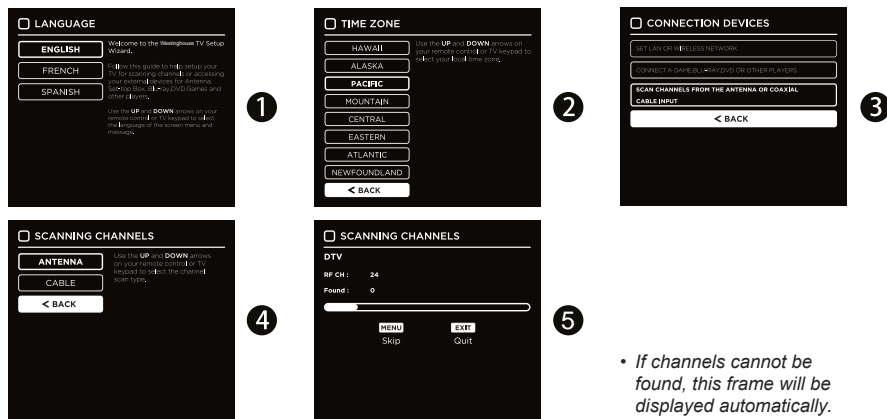 LANGUAGE
ENGLISH
FRENCH
SPANISH
Welcome to the Westinghouse TV Setup
Wizard.
Follow this guide to help setup your
TV for scanning channels or accessing
your external devices for Antenna,
Set-top Box, Blu-ray,DVD,Games and
other players.
Use the UP and DOWN arrows on your
remote control or TV keypad to select
the language of the screen menu and
message.
1
TIME ZONE
HAWAII
ALASKA
PACIFIC
MOUNTAIN
CENTRAL
EASTERN
ATLANTIC
NEWFOUNDLAND
< BACK
Use the UP and DOWN arrows on
your remote control or TV keypad to
select your local time zone.
2
CONNECTION DEVICES
SET LAN OR WIRELESS NETWORK
CONNECT A GAME,BLU-RAY,DVD OR OTHER PLAYERS
SCAN CHANNELS FROM THE ANTENNA OR COAXIAL
CABLE INPUT
< BACK
3
SCANNING CHANNELS
ANTENNA
CABLE
< BACK
Use the UP and DOWN arrows
on your remote control or TV
keypad to select the channel
scan type.
4
SCANNING CHANNELS
DTV
RF CH : 24
Found : 0
MENU EXIT
Skip Quit
5
• If channels cannot be
found, this frame will be
displayed automatically.